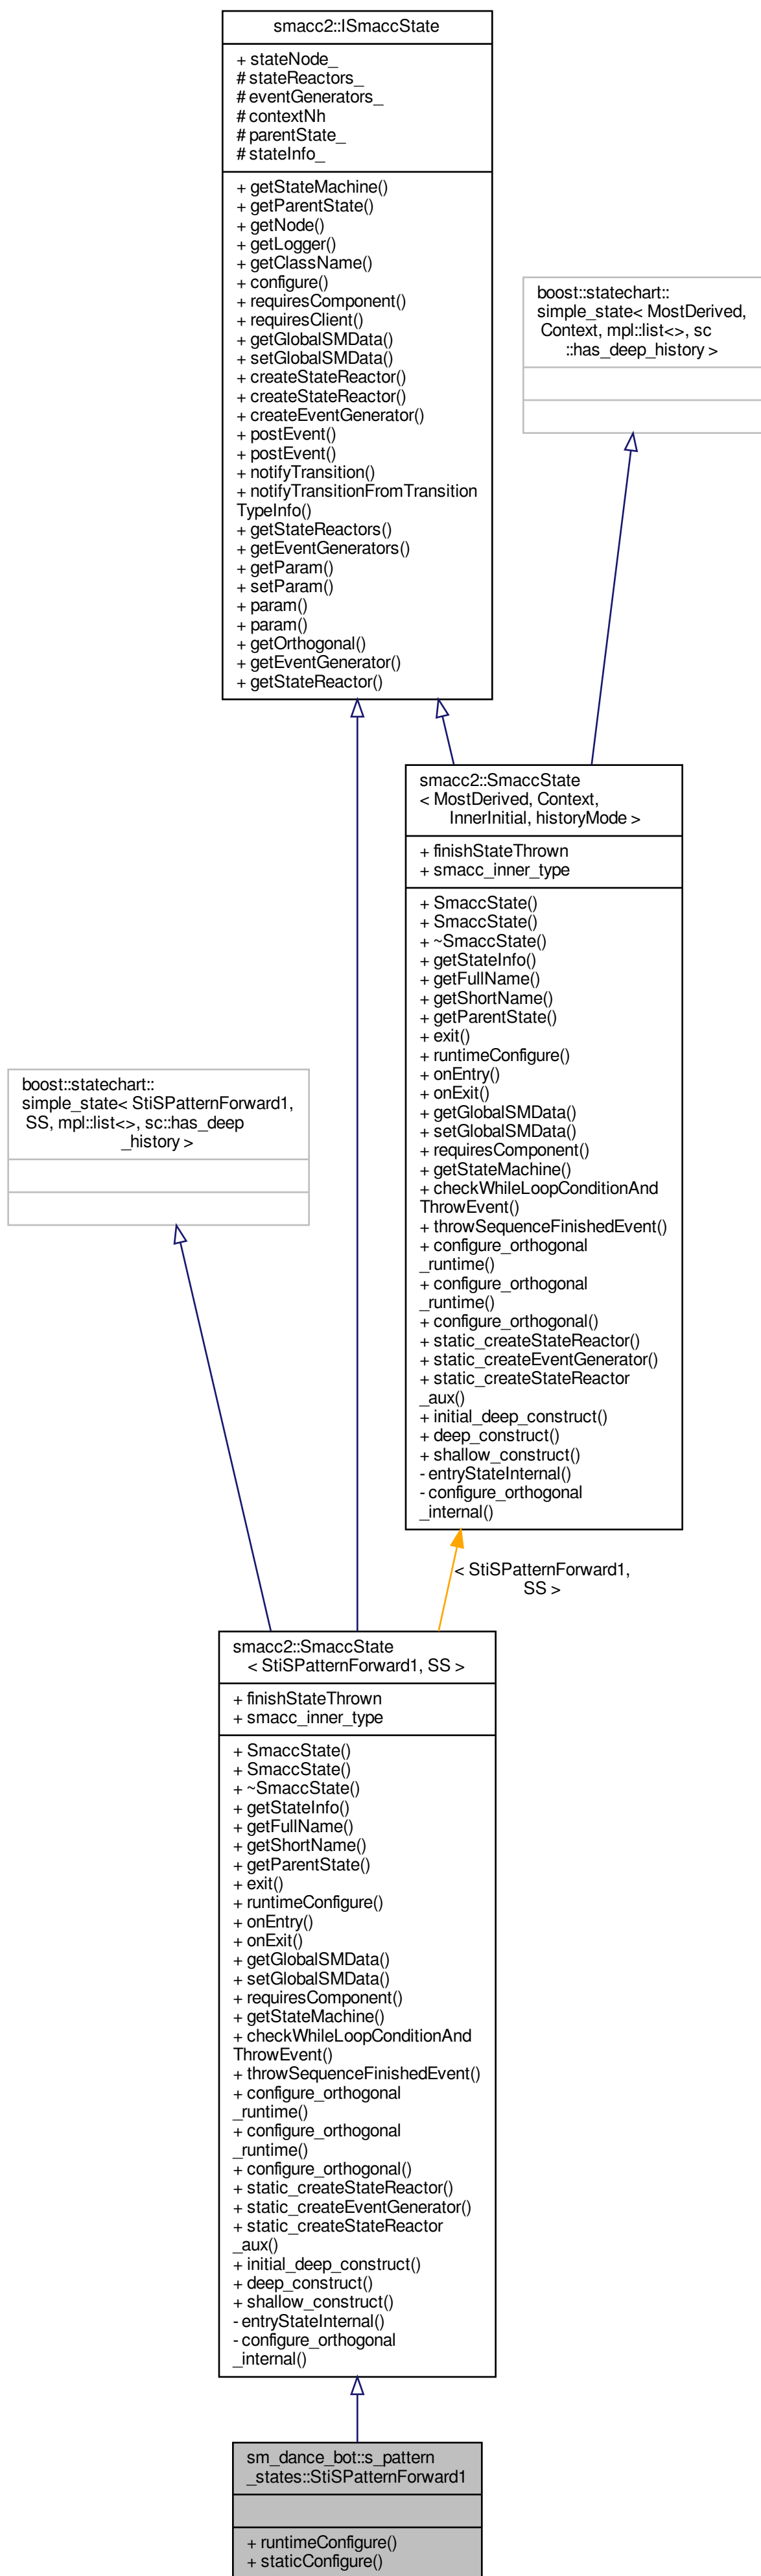 smacc2::ISmaccState
+ stateNode_
# stateReactors_
# eventGenerators_
# contextNh
# parentState_
# stateInfo_
+ getStateMachine()
+ getParentState()
+ getNode()
+ getLogger()
+ getClassName()
+ configure()
+ requiresComponent()
+ requiresClient()
+ getGlobalSMData()
+ setGlobalSMData()
+ createStateReactor()
+ createStateReactor()
+ createEventGenerator()
+ postEvent()
+ postEvent()
+ notifyTransition()
+ notifyTransitionFromTransition
TypeInfo()
+ getStateReactors()
+ getEventGenerators()
+ getParam()
+ setParam()
+ param()
+ param()
+ getOrthogonal()
+ getEventGenerator()
+ getStateReactor()
boost::statechart::
simple_state< MostDerived,
Context, mpl::list<>, sc
::has_deep_history >
smacc2::SmaccState
< MostDerived, Context,
InnerInitial, historyMode >
+ finishStateThrown
+ smacc_inner_type
+ SmaccState()
+ SmaccState()
+ ~SmaccState()
+ getStateInfo()
+ getFullName()
+ getShortName()
+ getParentState()
+ exit()
+ runtimeConfigure()
+ onEntry()
+ onExit()
+ getGlobalSMData()
+ setGlobalSMData()
+ requiresComponent()
+ getStateMachine()
+ checkWhileLoopConditionAnd
ThrowEvent()
+ throwSequenceFinishedEvent()
+ configure_orthogonal
_runtime()
+ configure_orthogonal
_runtime()
+ configure_orthogonal()
+ static_createStateReactor()
+ static_createEventGenerator()
+ static_createStateReactor
_aux()
+ initial_deep_construct()
+ deep_construct()
+ shallow_construct()
- entryStateInternal()
- configure_orthogonal
_internal()
boost::statechart::
simple_state< StiSPatternForward1,
SS, mpl::list<>, sc::has_deep
_history >
< StiSPatternForward1,
SS >
smacc2::SmaccState
< StiSPatternForward1, SS >
+ finishStateThrown
+ smacc_inner_type
+ SmaccState()
+ SmaccState()
+ ~SmaccState()
+ getStateInfo()
+ getFullName()
+ getShortName()
+ getParentState()
+ exit()
+ runtimeConfigure()
+ onEntry()
+ onExit()
+ getGlobalSMData()
+ setGlobalSMData()
+ requiresComponent()
+ getStateMachine()
+ checkWhileLoopConditionAnd
ThrowEvent()
+ throwSequenceFinishedEvent()
+ configure_orthogonal
_runtime()
+ configure_orthogonal
_runtime()
+ configure_orthogonal()
+ static_createStateReactor()
+ static_createEventGenerator()
+ static_createStateReactor
_aux()
+ initial_deep_construct()
+ deep_construct()
+ shallow_construct()
- entryStateInternal()
- configure_orthogonal
_internal()
sm_dance_bot::s_pattern
_states::StiSPatternForward1
+ runtimeConfigure()
+ staticConfigure()